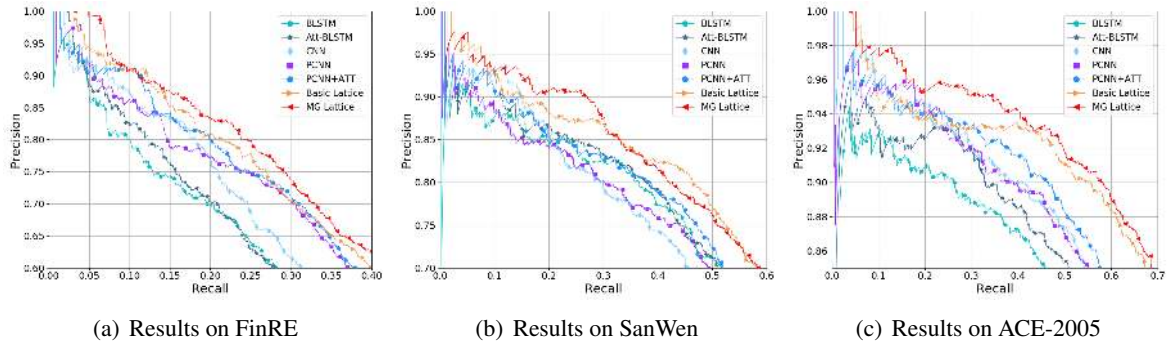 1.00
0.95
0.90
0.85
0.80
0.75
0.70
0.65
0.60
Precision
0.00 0.05 0.10 0.15 0.20 0.25 0.30 0.35 0.40
Recall
BLSTM
Att-BLSTM
CNN
PCNN
PCNN+ATT
Basic Lattice
MG Lattice
(a) Results on FinRE
1.00
0.95
0.90
0.85
0.80
0.75
0.70
Precision
0.0 0.1 0.2 0.3 0.4 0.5 0.6
Recall
BLSTM
Att-BLSTM
CNN
PCNN
PCNN+ATT
Basic Lattice
MG Lattice
(b) Results on SanWen
1.00
0.98
0.96
0.94
0.92
0.90
0.88
0.86
Precision
0.0 0.1 0.2 0.3 0.4 0.5 0.6 0.7
Recall
BLSTM
Att-BLSTM
CNN
PCNN
PCNN+ATT
Basic Lattice
MG Lattice
(c) Results on ACE-2005